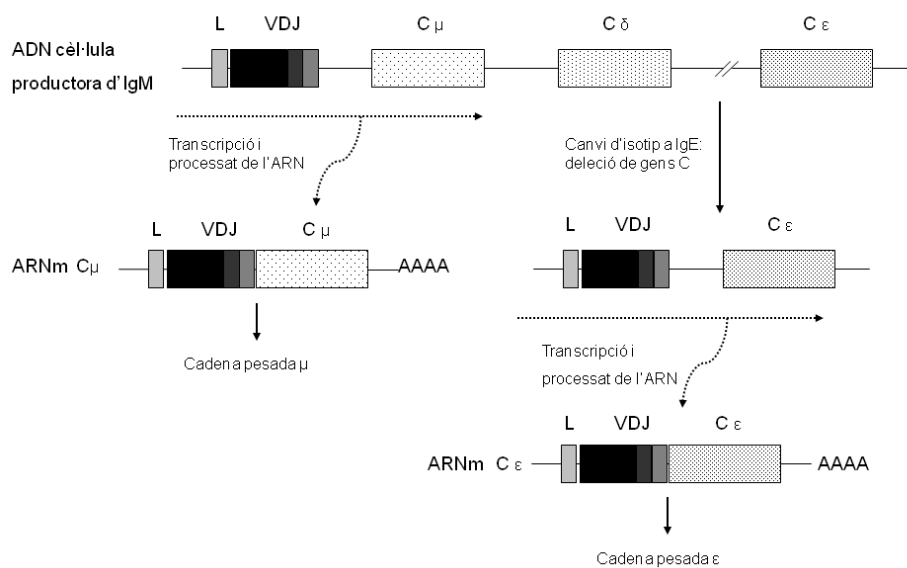 L VDJ C μ C δ C ε
ADN cèl·lula
productora d'IgM
Transcripció i
processat de l'ARN
Canvi d'isotip a IgE:
deleció de gens C
L VDJ C μ
ARNm Cμ AAAA
L VDJ C ε
Cadena pesada μ
Transcripció i
processat de l'ARN
L VDJ C ε
ARNm C ε AAAA
Cadena pesada ε